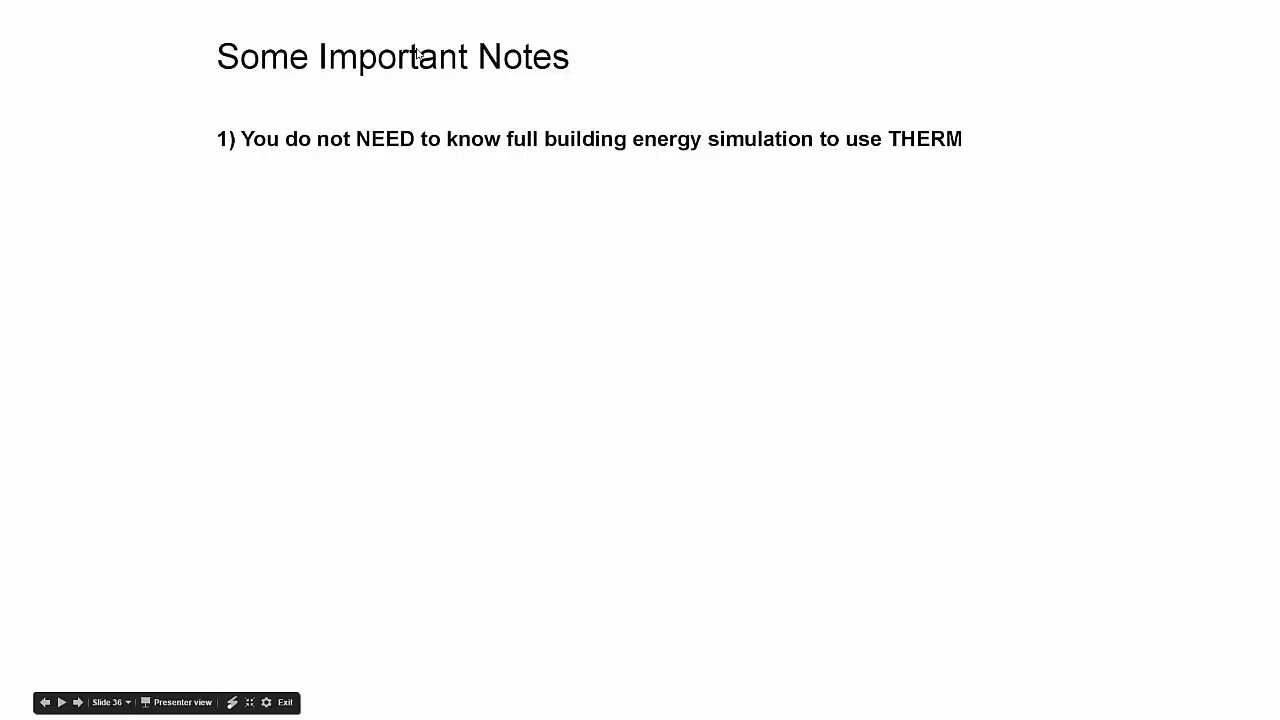 Some Important Notes
1) You do not NEED to know full building energy simulation to use THERM
Slide 36 Presenter view Exit